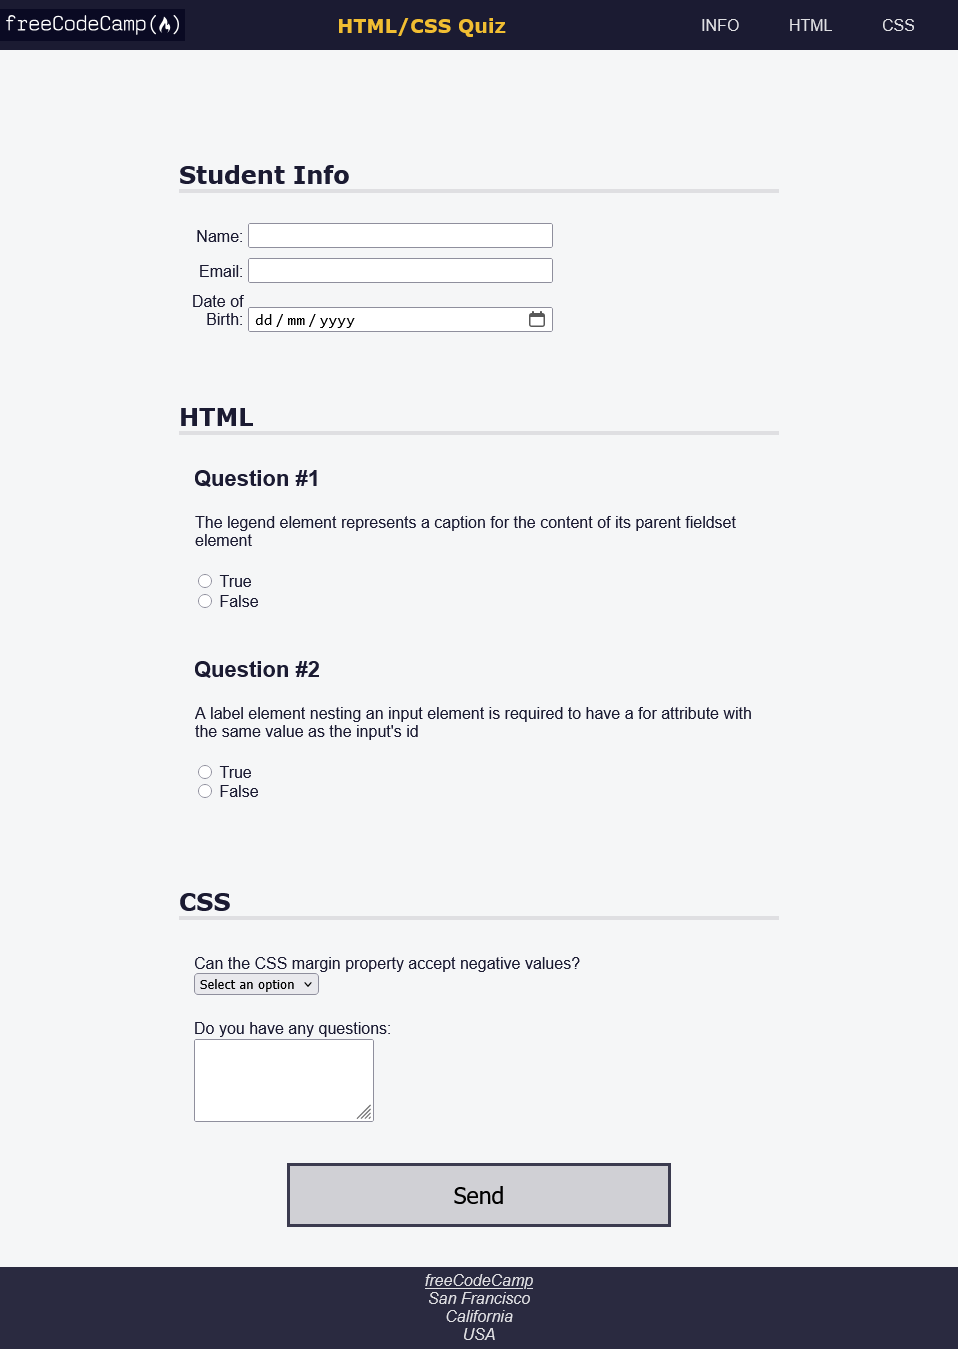 freeCodeCamp(🔥)
HTML/CSS Quiz
INFO
HTML
CSS
Student Info
Name:
Email:
Date of
Birth:
dd / mm / yyyy
HTML
Question #1
The legend element represents a caption for the content of its parent fieldset
element
True
False
Question #2
A label element nesting an input element is required to have a for attribute with
the same value as the input's id
True
False
CSS
Can the CSS margin property accept negative values?
Select an option
Do you have any questions:
Send
freeCodeCamp
San Francisco
California
USA